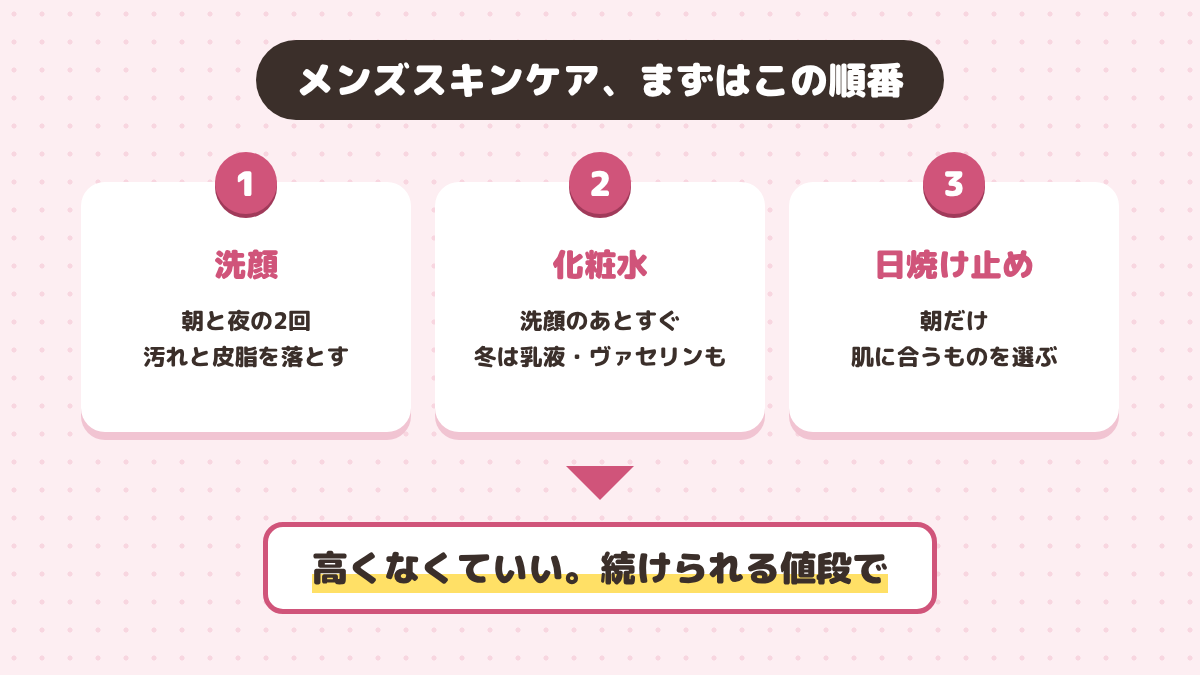 メンズスキンケア、まずはこの順番
1
洗顔
朝と夜の2回
汚れと皮脂を落とす
2
化粧水
洗顔のあとすぐ
冬は乳液・ヴァセリンも
3
日焼け止め
朝だけ
肌に合うものを選ぶ
高くなくていい。続けられる値段で